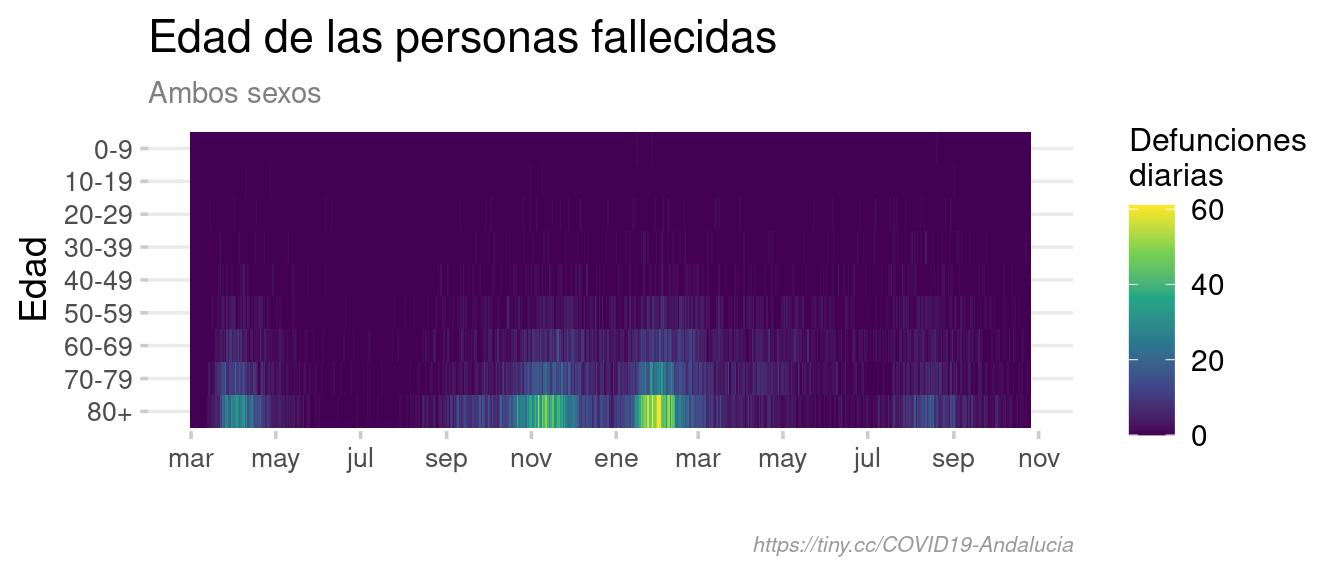 Edad de las personas fallecidas
Ambos sexos
Edad
0-9
10-19
20-29
30-39
40-49
50-59
60-69
70-79
80+
mar may jul sep nov ene mar may jul sep nov
Defunciones
diarias
60
40
20
0
https://tiny.cc/COVID19-Andalucia